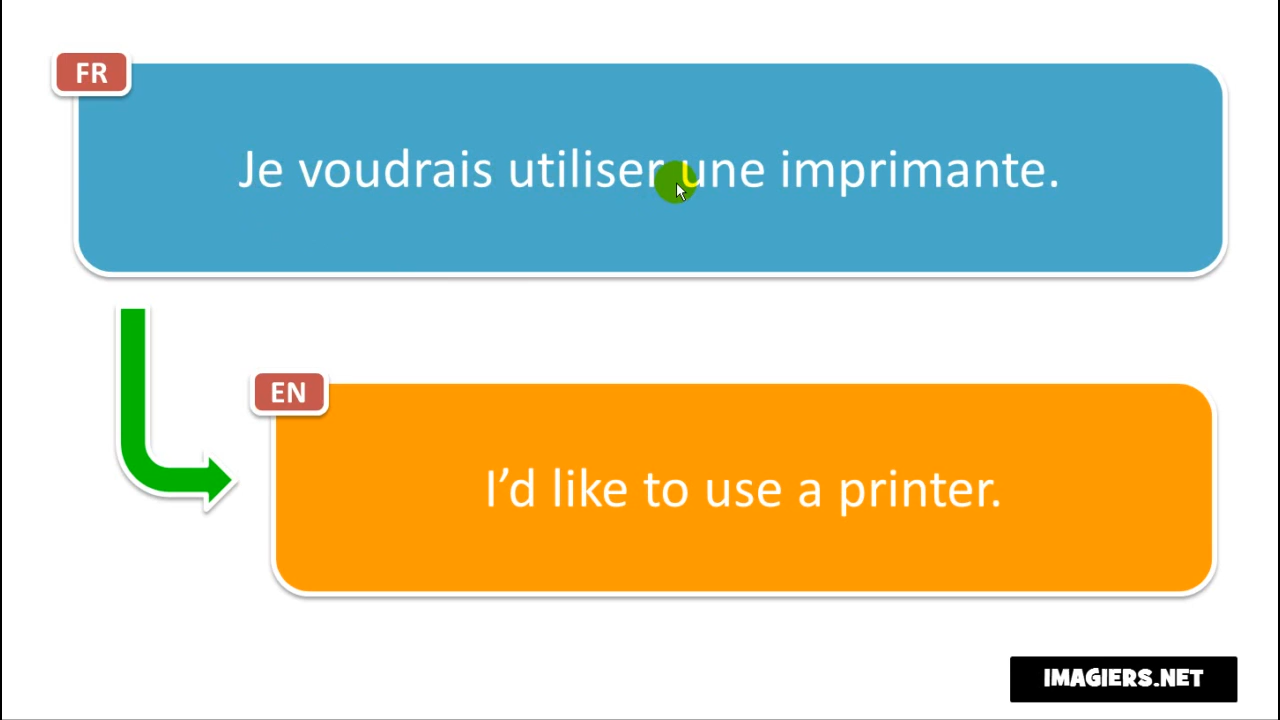 FR
Je voudrais utiliser une imprimante.
EN
I’d like to use a printer.
IMAGIERS.NET